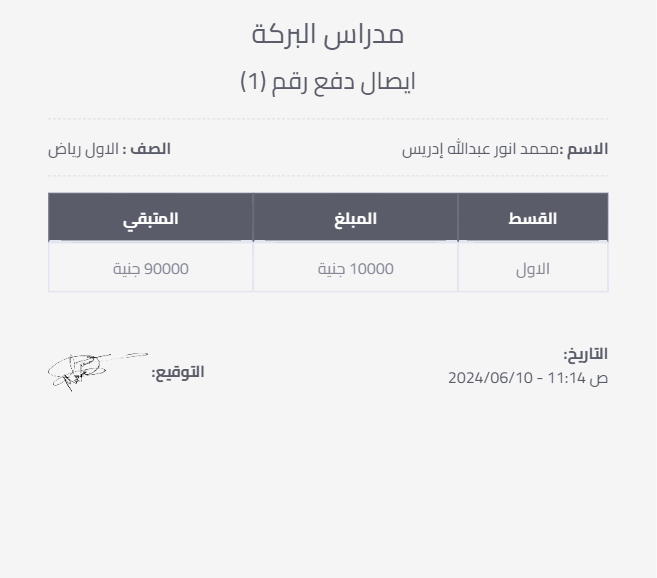 مدراس البركة
ايصال دفع رقم (1)
الاسم :محمد انور عبدالله إدريس
الصف : الاول رياض
القسط المبلغ المتبقي
الاول 10000 جنية 90000 جنية
التاريخ:
2024/06/10 - 11:14 ص
التوقيع: